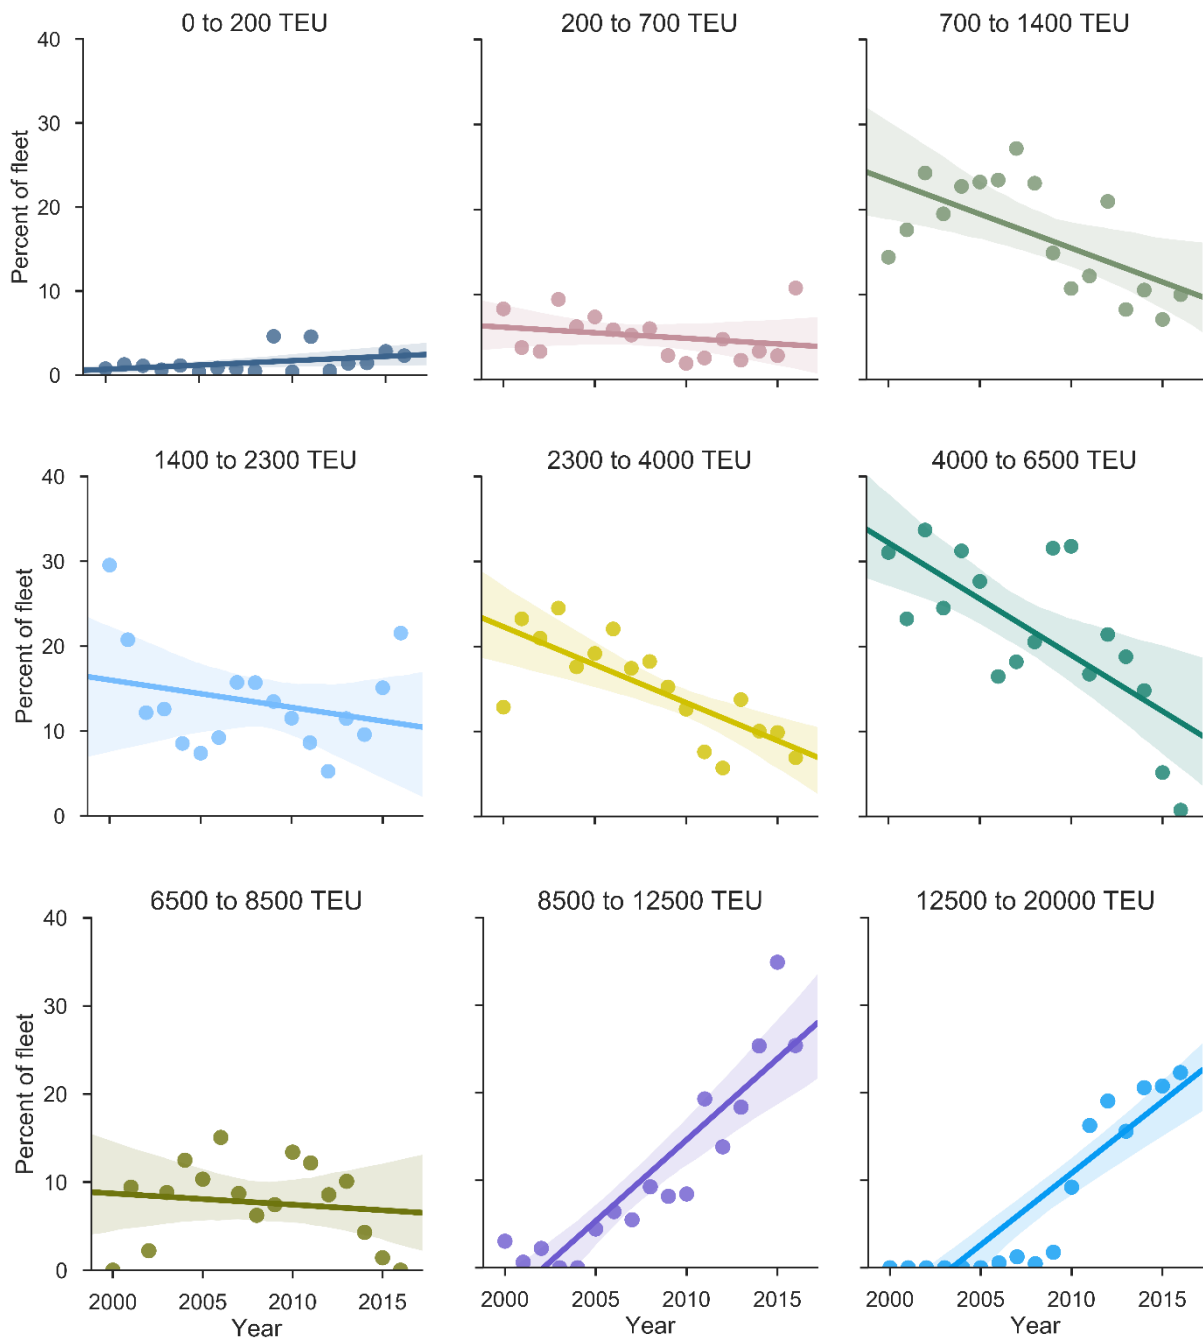 0 to 200 TEU
200 to 700 TEU
700 to 1400 TEU
40
30
20
10
0
Percent of fleet
1400 to 2300 TEU
2300 to 4000 TEU
4000 to 6500 TEU
40
30
20
10
0
Percent of fleet
6500 to 8500 TEU
8500 to 12500 TEU
12500 to 20000 TEU
40
30
20
10
0
Percent of fleet
2000 2005 2010 2015
2000 2005 2010 2015
2000 2005 2010 2015
Year
Year
Year